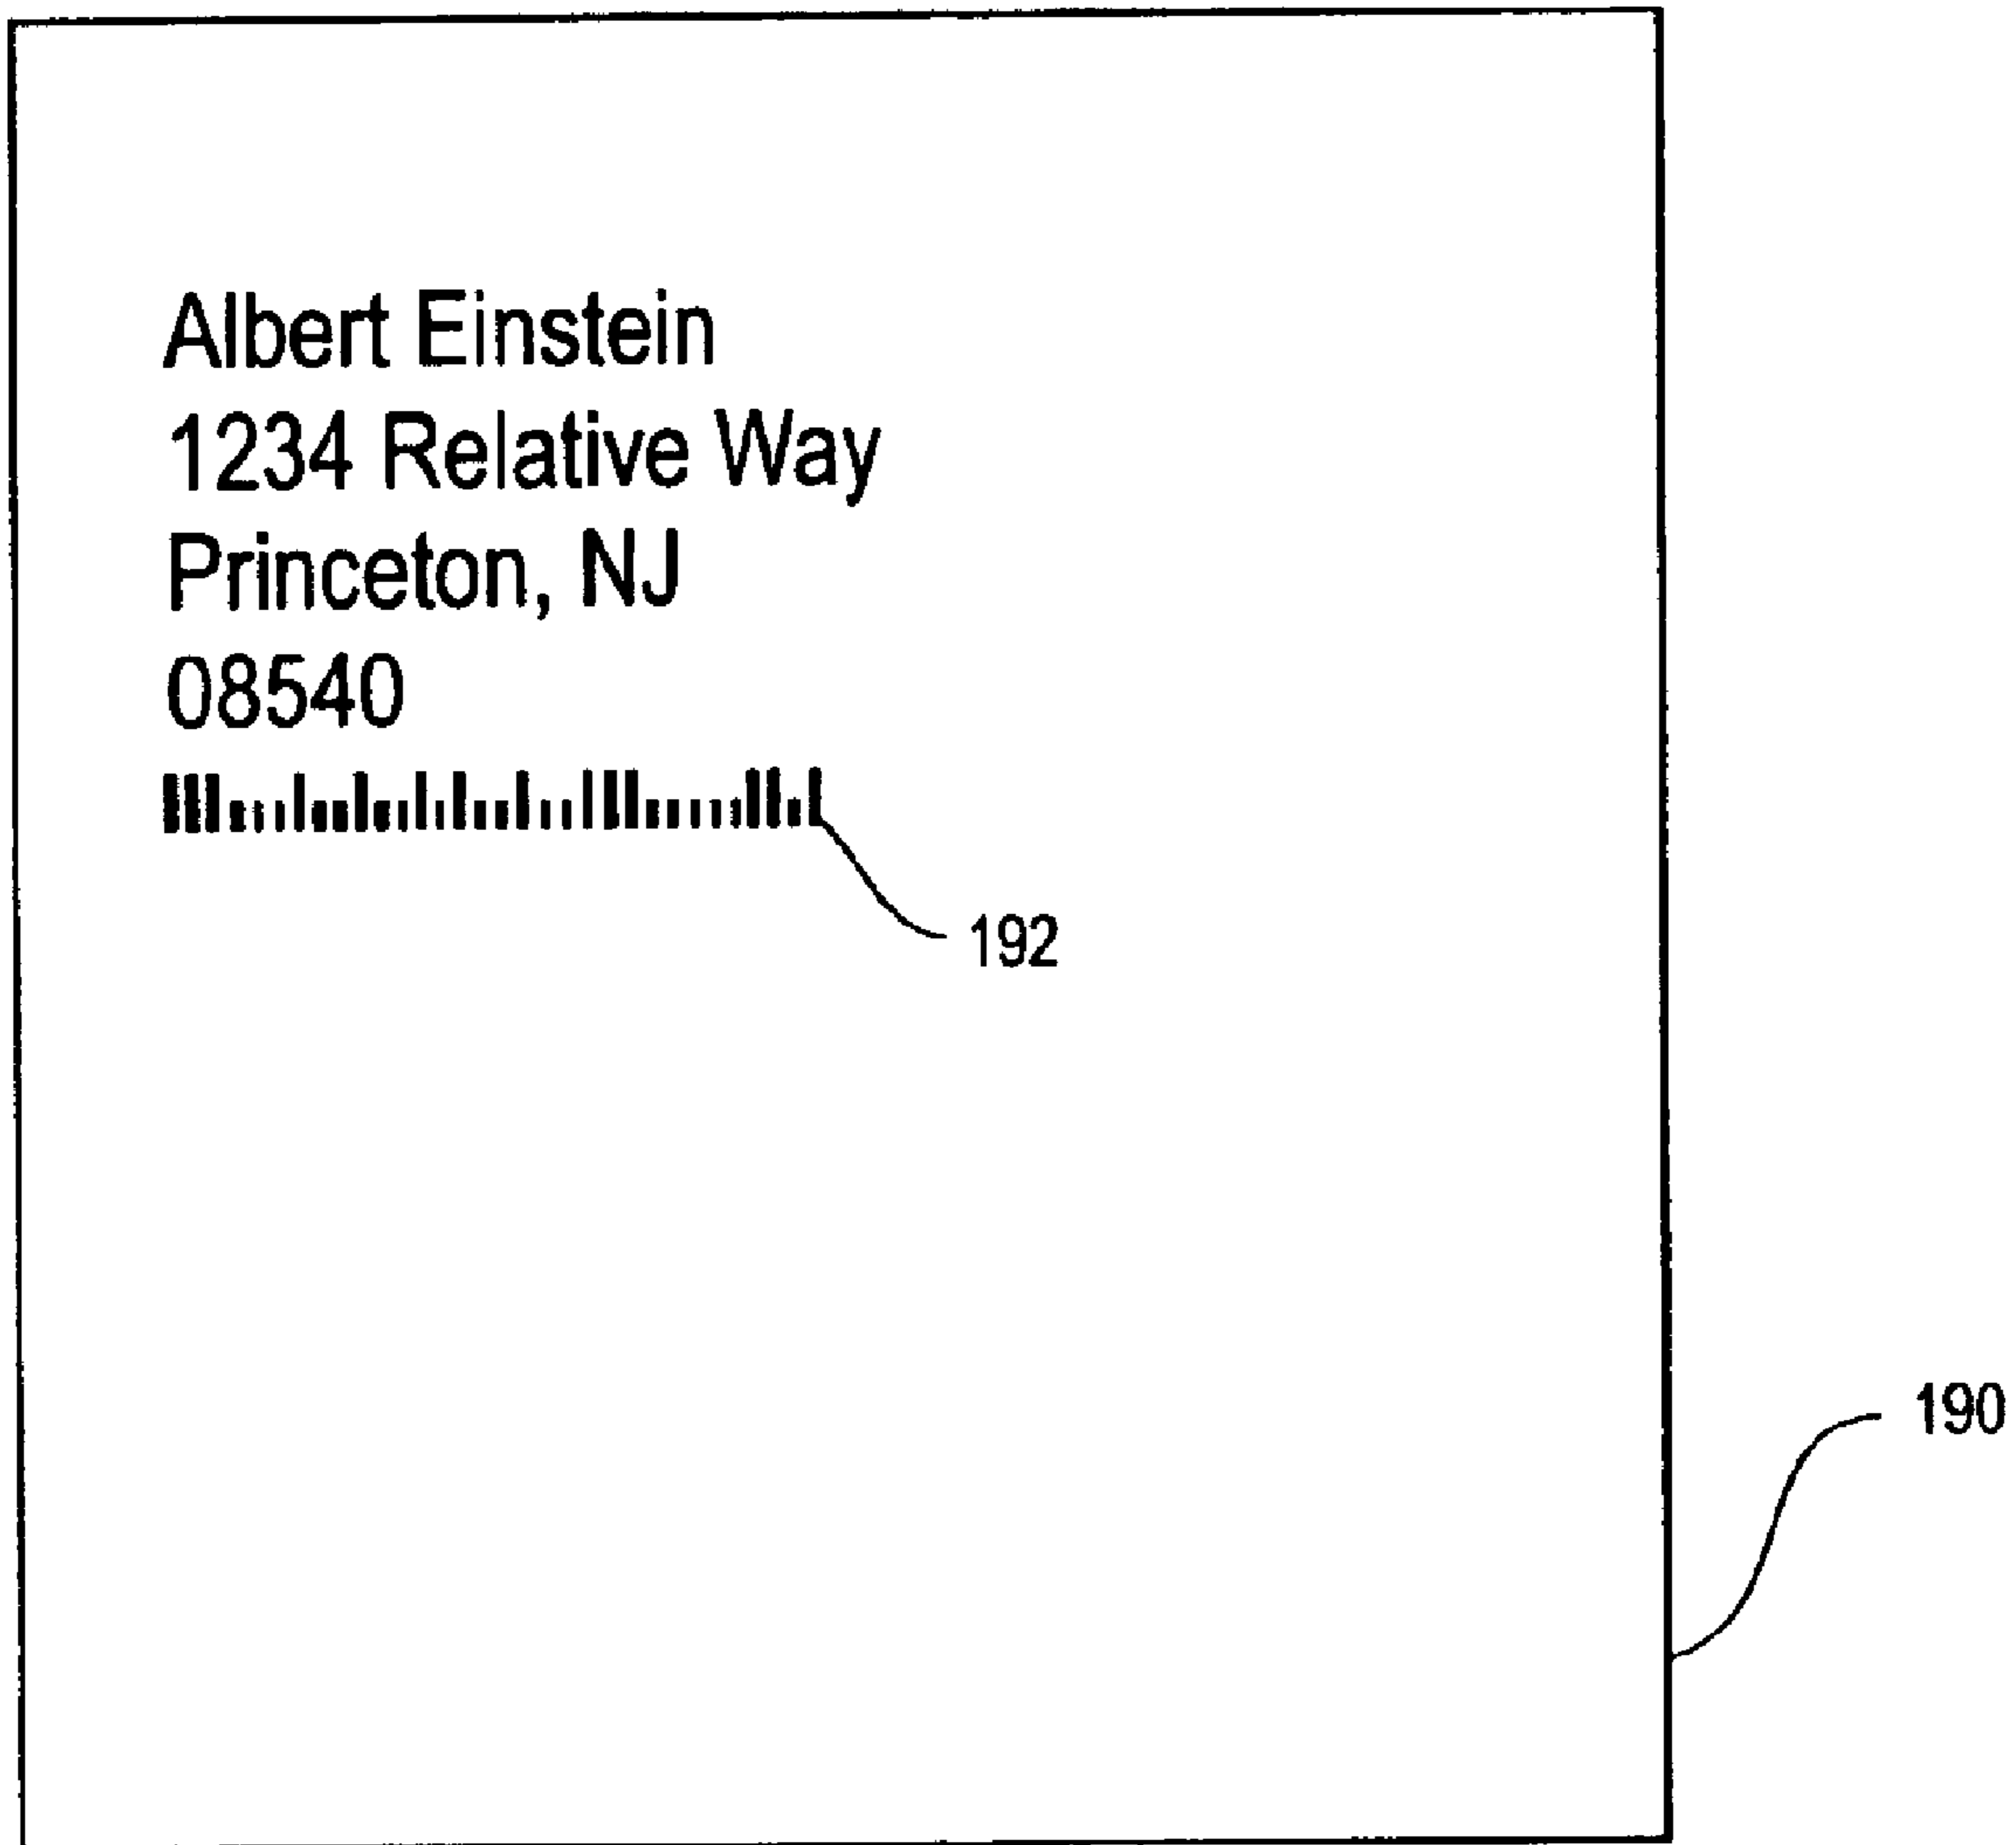 Albert Einstein
1234 Relative Way
Princeton, NJ
08540
192
190